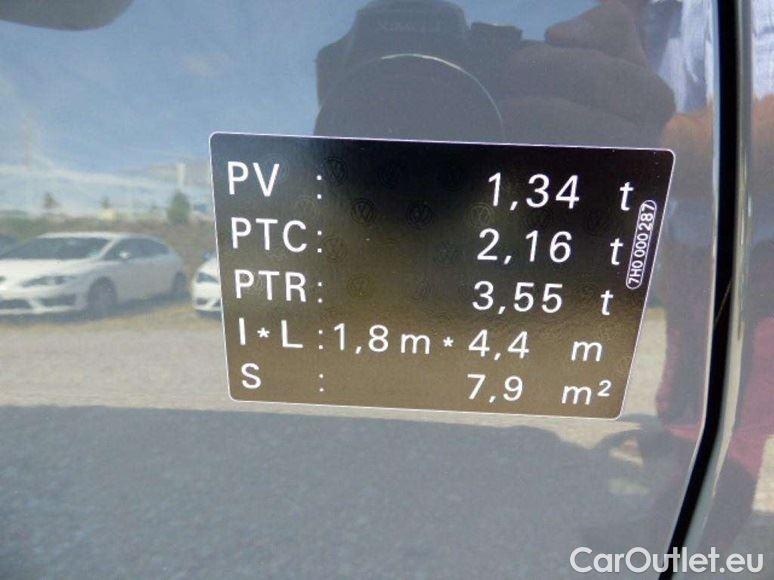 PV : 1,34 t
PTC: 2,16 t
PTR: 3,55 t
I*L :1,8 m * 4,4 m
S : 7,9 m²
7H0 000 287
CarOutlet.eu